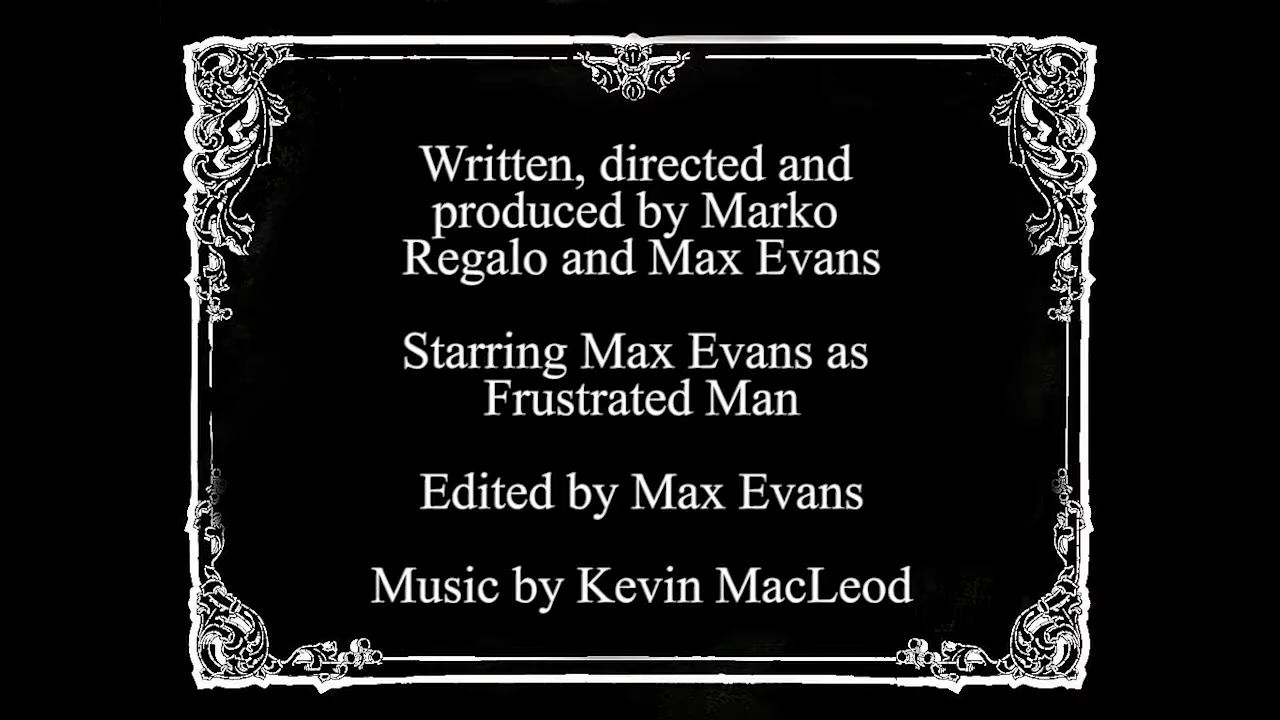 Written, directed and
produced by Marko
Regalo and Max Evans
Starring Max Evans as
Frustrated Man
Edited by Max Evans
Music by Kevin MacLeod